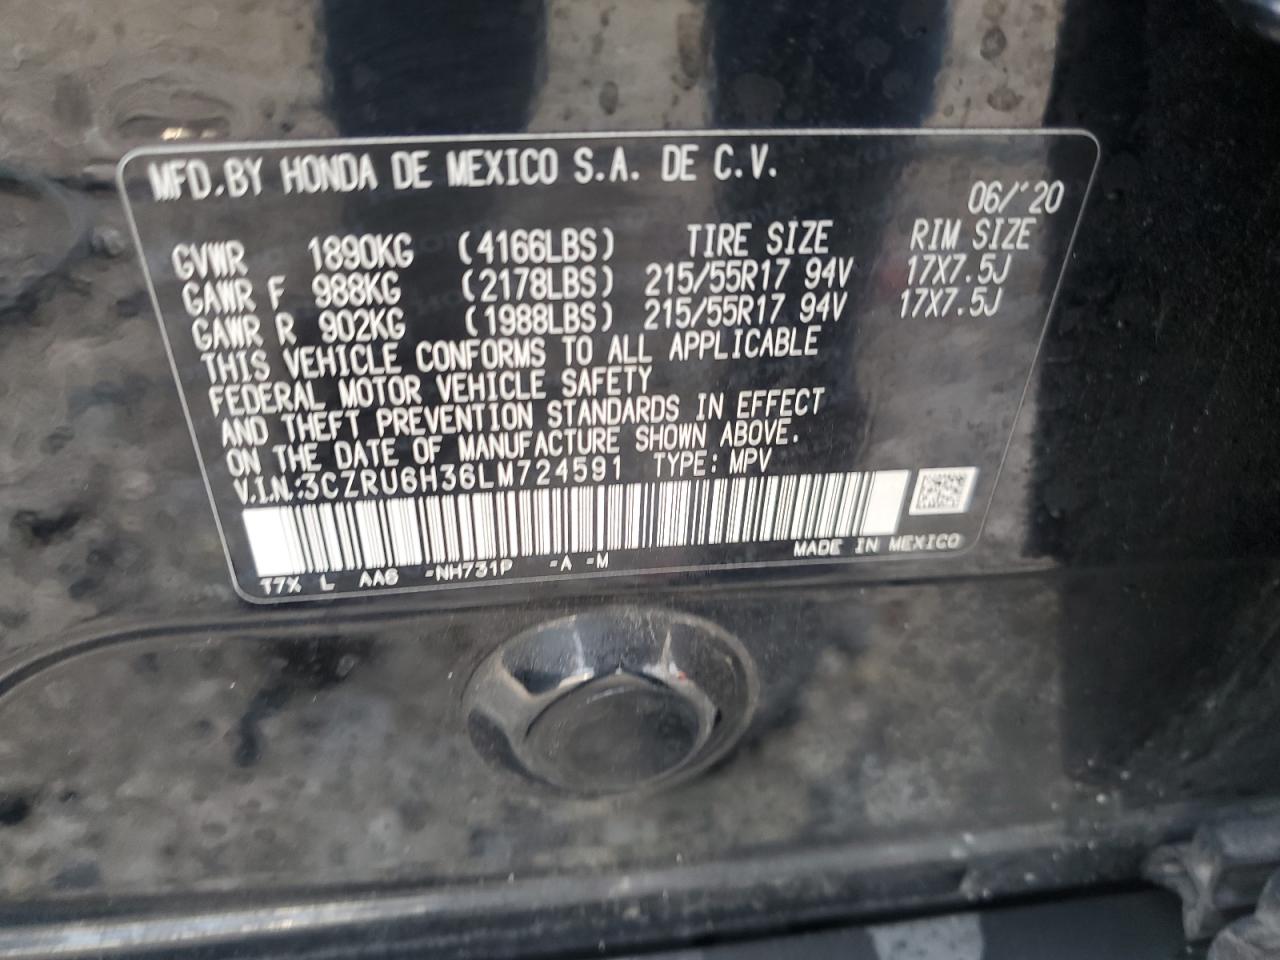 MFD.BY HONDA DE MEXICO S.A. DE C.V.
06/'20
GVWR 1890KG (4166LBS) TIRE SIZE RIM SIZE
GAWR F 988KG (2178LBS) 215/55R17 94V 17X7.5J
GAWR R 902KG (1988LBS) 215/55R17 94V 17X7.5J
THIS VEHICLE CONFORMS TO ALL APPLICABLE
FEDERAL MOTOR VEHICLE SAFETY
AND THEFT PREVENTION STANDARDS IN EFFECT
ON THE DATE OF MANUFACTURE SHOWN ABOVE.
V.I.N.:3CZRU6H36LM724591 TYPE: MPV
MADE IN MEXICO
T7X L AA6 -NH731P -A -M